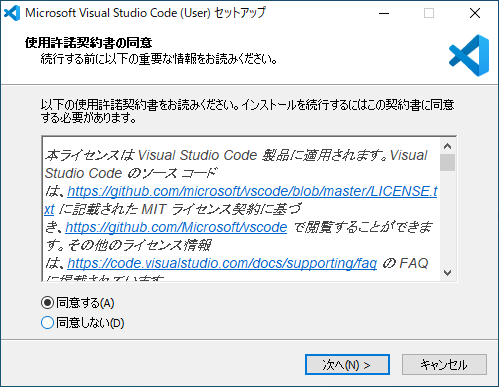 Microsoft Visual Studio Code (User) セットアップ
使用許諾契約書の同意
続行する前に以下の重要な情報をお読みください。
以下の使用許諾契約書をお読みください。インストールを続行するにはこの契約書に同意
する必要があります。
本ライセンスは Visual Studio Code 製品に適用されます。Visual
Studio Code のソース コード
は、https://github.com/microsoft/vscode/blob/master/LICENSE.t
xt に記載された MIT ライセンス契約に基づ
き、https://github.com/Microsoft/vscode で閲覧することができま
す。その他のライセンス情報
は、https://code.visualstudio.com/docs/supporting/faq の FAQ
に掲載されています
同意する(A)
同意しない(D)
次へ(N) >
キャンセル